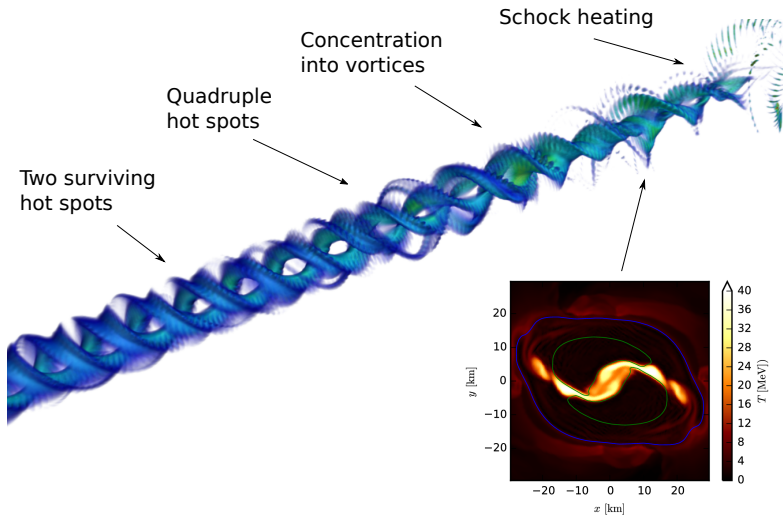 Schock heating
Concentration
into vortices
Quadruple
hot spots
Two surviving
hot spots
20
10
0
−10
−20
y [km]
−20
−10
0
10
20
x [km]
40
36
32
28
24
20
16
12
8
4
0
T [MeV]